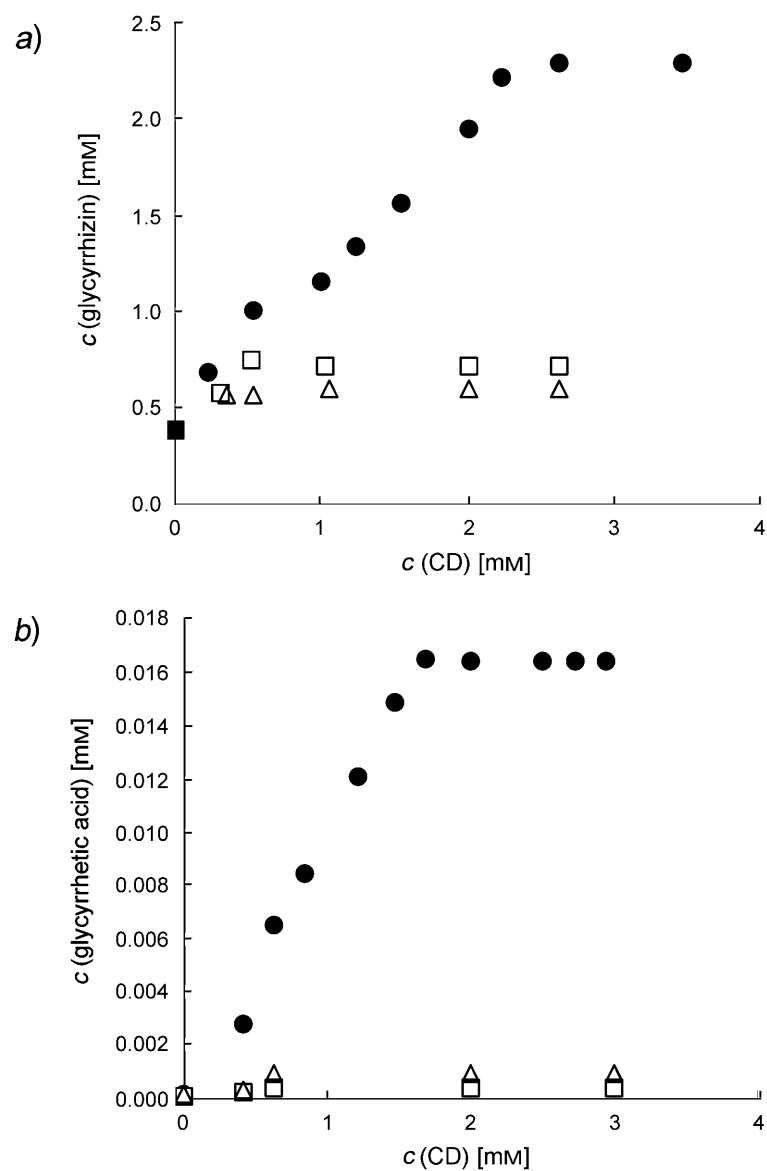 a)
2.5
2.0
1.5
1.0
0.5
0.0
c (glycyrrhizin) [mM]
0 1 2 3 4
c (CD) [mM]
b)
0.018
0.016
0.014
0.012
0.010
0.008
0.006
0.004
0.002
0.000
c (glycyrrhetic acid) [mM]
0 1 2 3 4
c (CD) [mM]